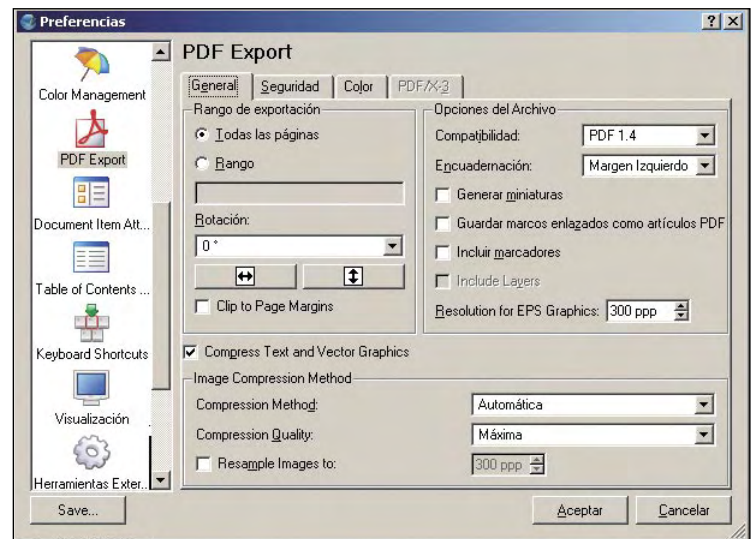 Preferencias
Color Management
PDF Export
Document Item Att...
Table of Contents ...
Keyboard Shortcuts
Visualización
Herramientas Exter...
Save...
PDF Export
General
Seguridad
Color
PDF/X-3
Rango de exportación
Todas las páginas
Rango
Rotación:
0 °
Clip to Page Margins
Opciones del Archivo
Compatibilidad:
PDF 1.4
Encuadernación:
Margen Izquierdo
Generar miniaturas
Guardar marcos enlazados como artículos PDF
Incluir marcadores
Include Layers
Resolution for EPS Graphics: 300 ppp
Compress Text and Vector Graphics
Image Compression Method
Compression Method:
Automática
Compression Quality:
Máxima
Resample Images to:
300 ppp
Aceptar
Cancelar